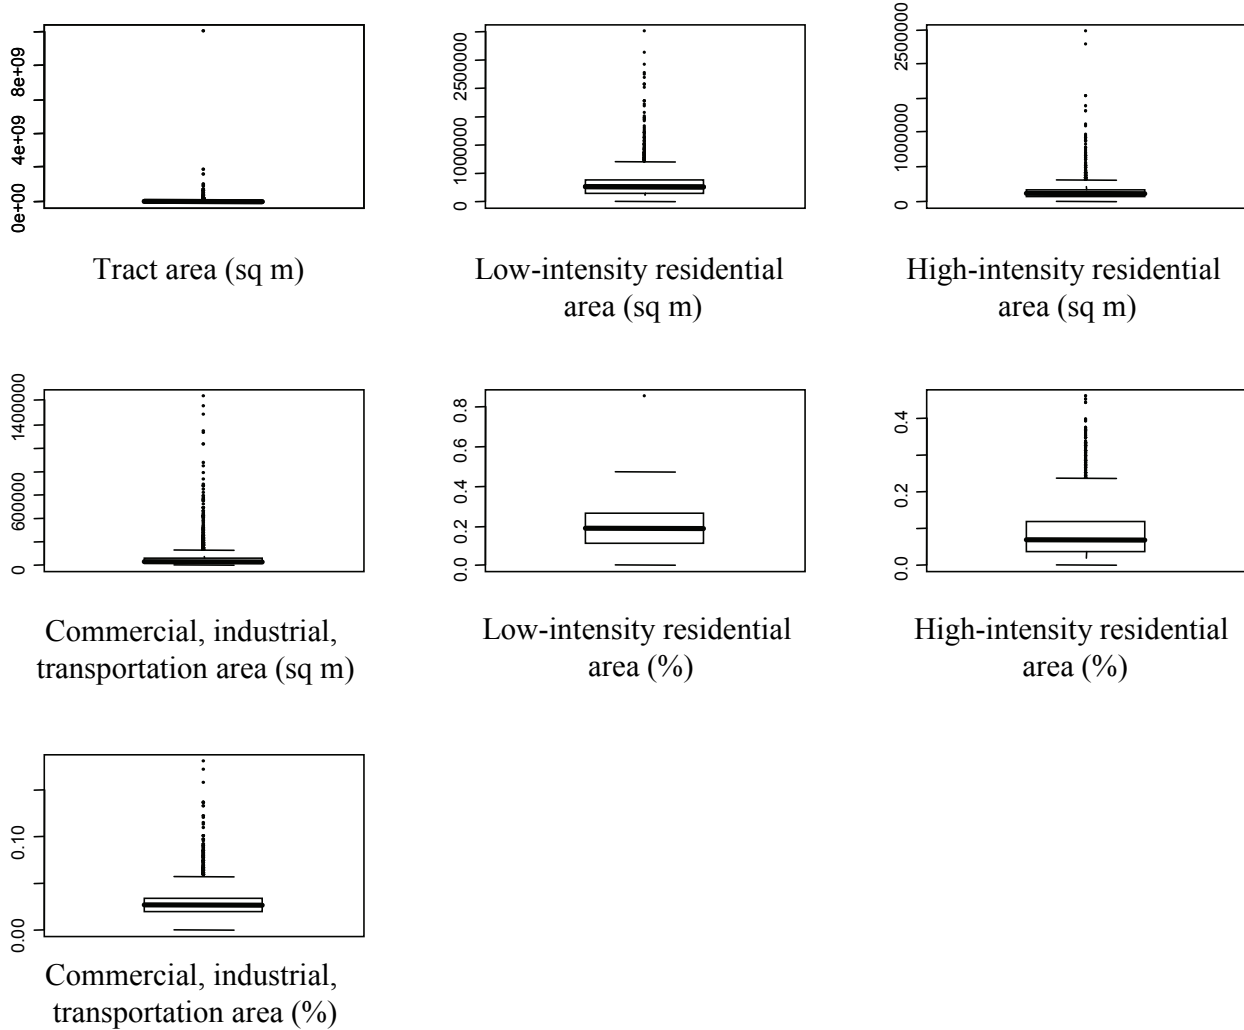 8e+09
4e+09
0e+00
Tract area (sq m)
2500000
1000000
0
Low-intensity residential
area (sq m)
2500000
1000000
0
High-intensity residential
area (sq m)
1400000
600000
0
Commercial, industrial,
transportation area (sq m)
0.8
0.6
0.4
0.2
0.0
Low-intensity residential
area (%)
0.4
0.2
0.0
High-intensity residential
area (%)
0.10
0.00
Commercial, industrial,
transportation area (%)